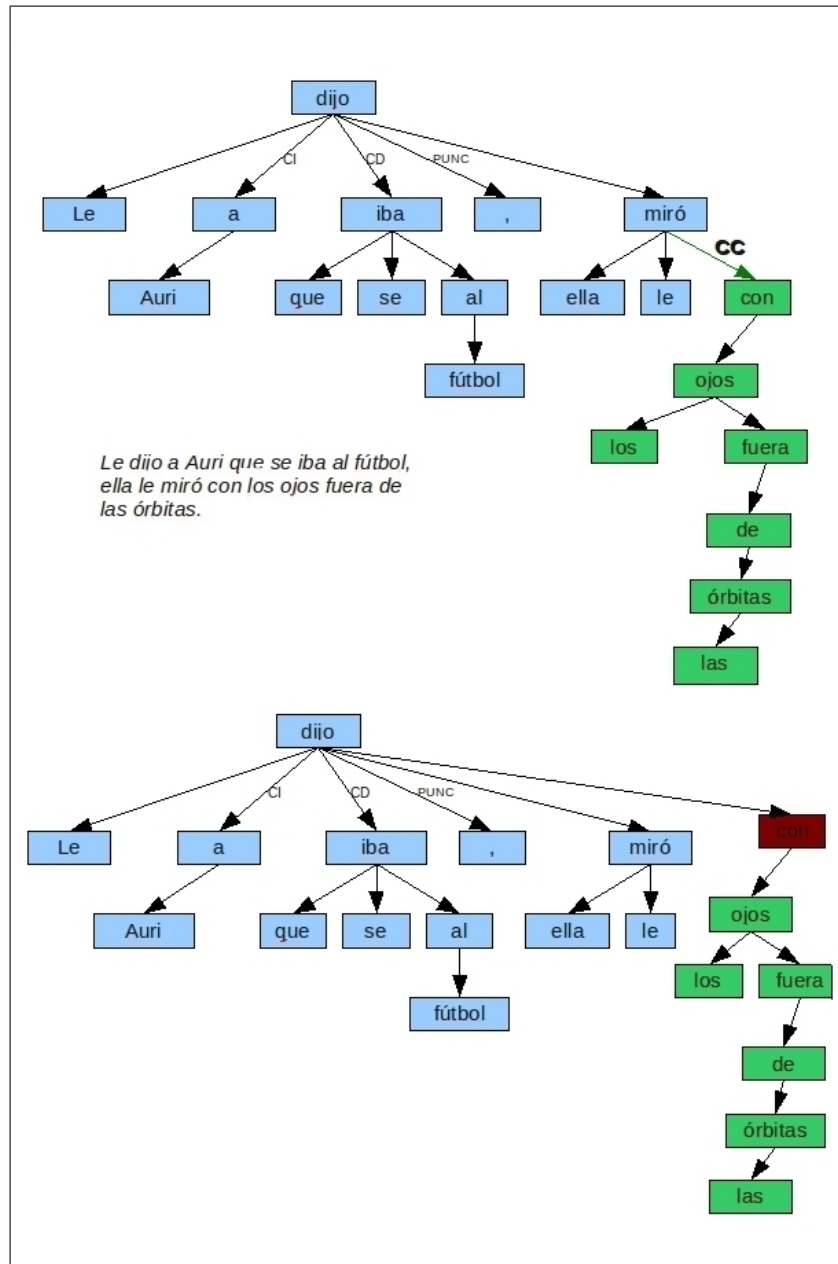 dijo
CI CD PUNC
Le a iba , miró
CC
Auri que se al ella le con
fútbol ojos
los fuera
Le dijo a Auri que se iba al fútbol,
ella le miró con los ojos fuera de
las órbitas.
de
órbitas
las
dijo
CI CD PUNC
Le a iba , miró con
Auri que se al ella le ojos
los fuera
fútbol
de
órbitas
las